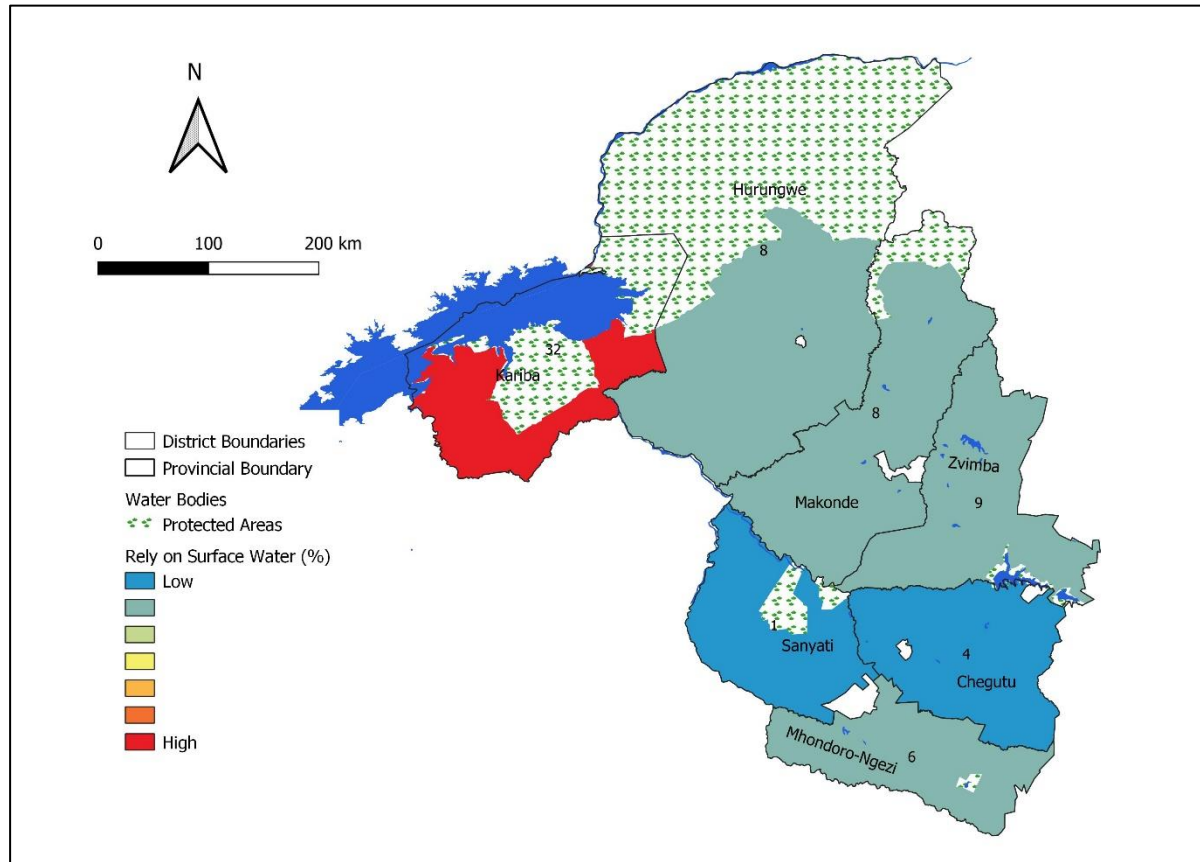 N
0 100 200 km
Hurungwe
8
32
Kariba
8
Zvimba
Makonde
9
1
Sanyati
4
Chegutu
Mhondoro-Ngezi
6
District Boundaries
Provincial Boundary
Water Bodies
Protected Areas
Rely on Surface Water (%)
Low
High